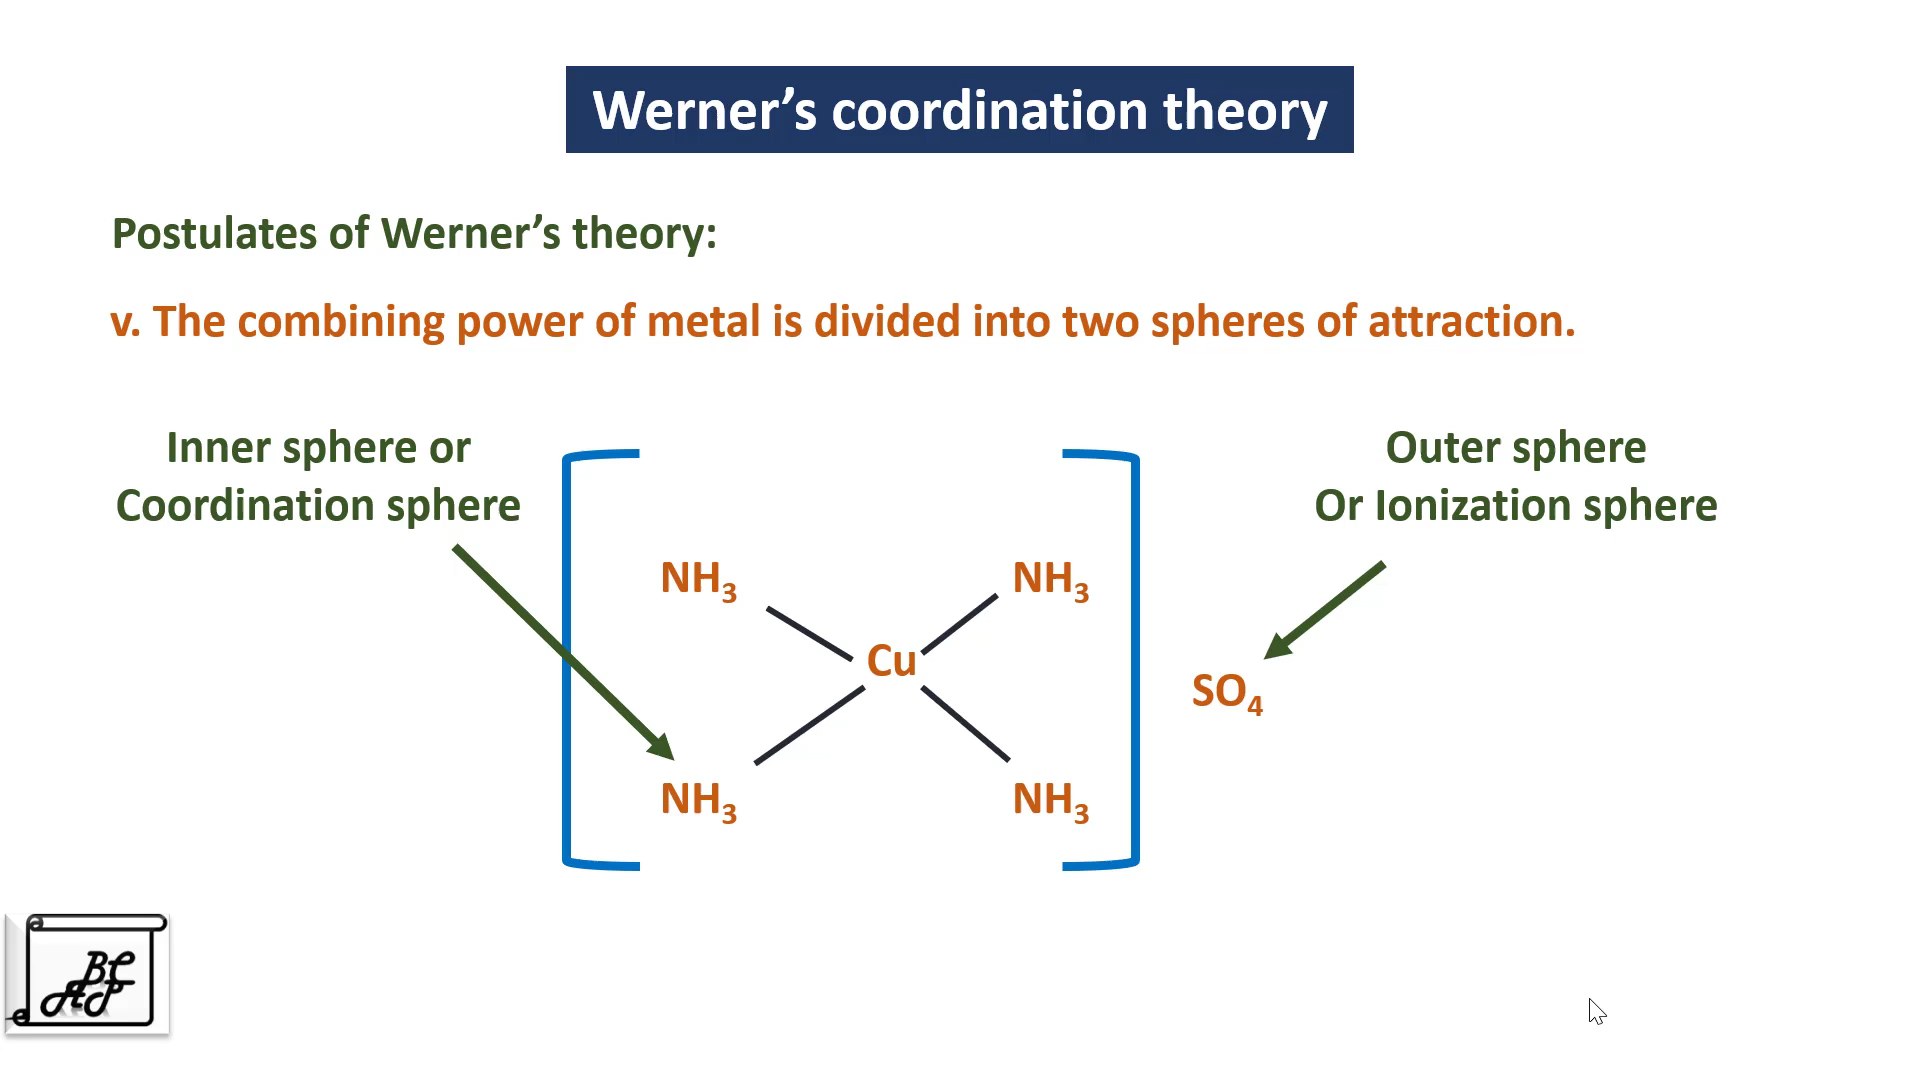 Werner’s coordination theory
Postulates of Werner’s theory:
v. The combining power of metal is divided into two spheres of attraction.
Inner sphere or
Coordination sphere
Outer sphere
Or Ionization sphere
NH₃
NH₃
Cu
SO₄
NH₃
NH₃